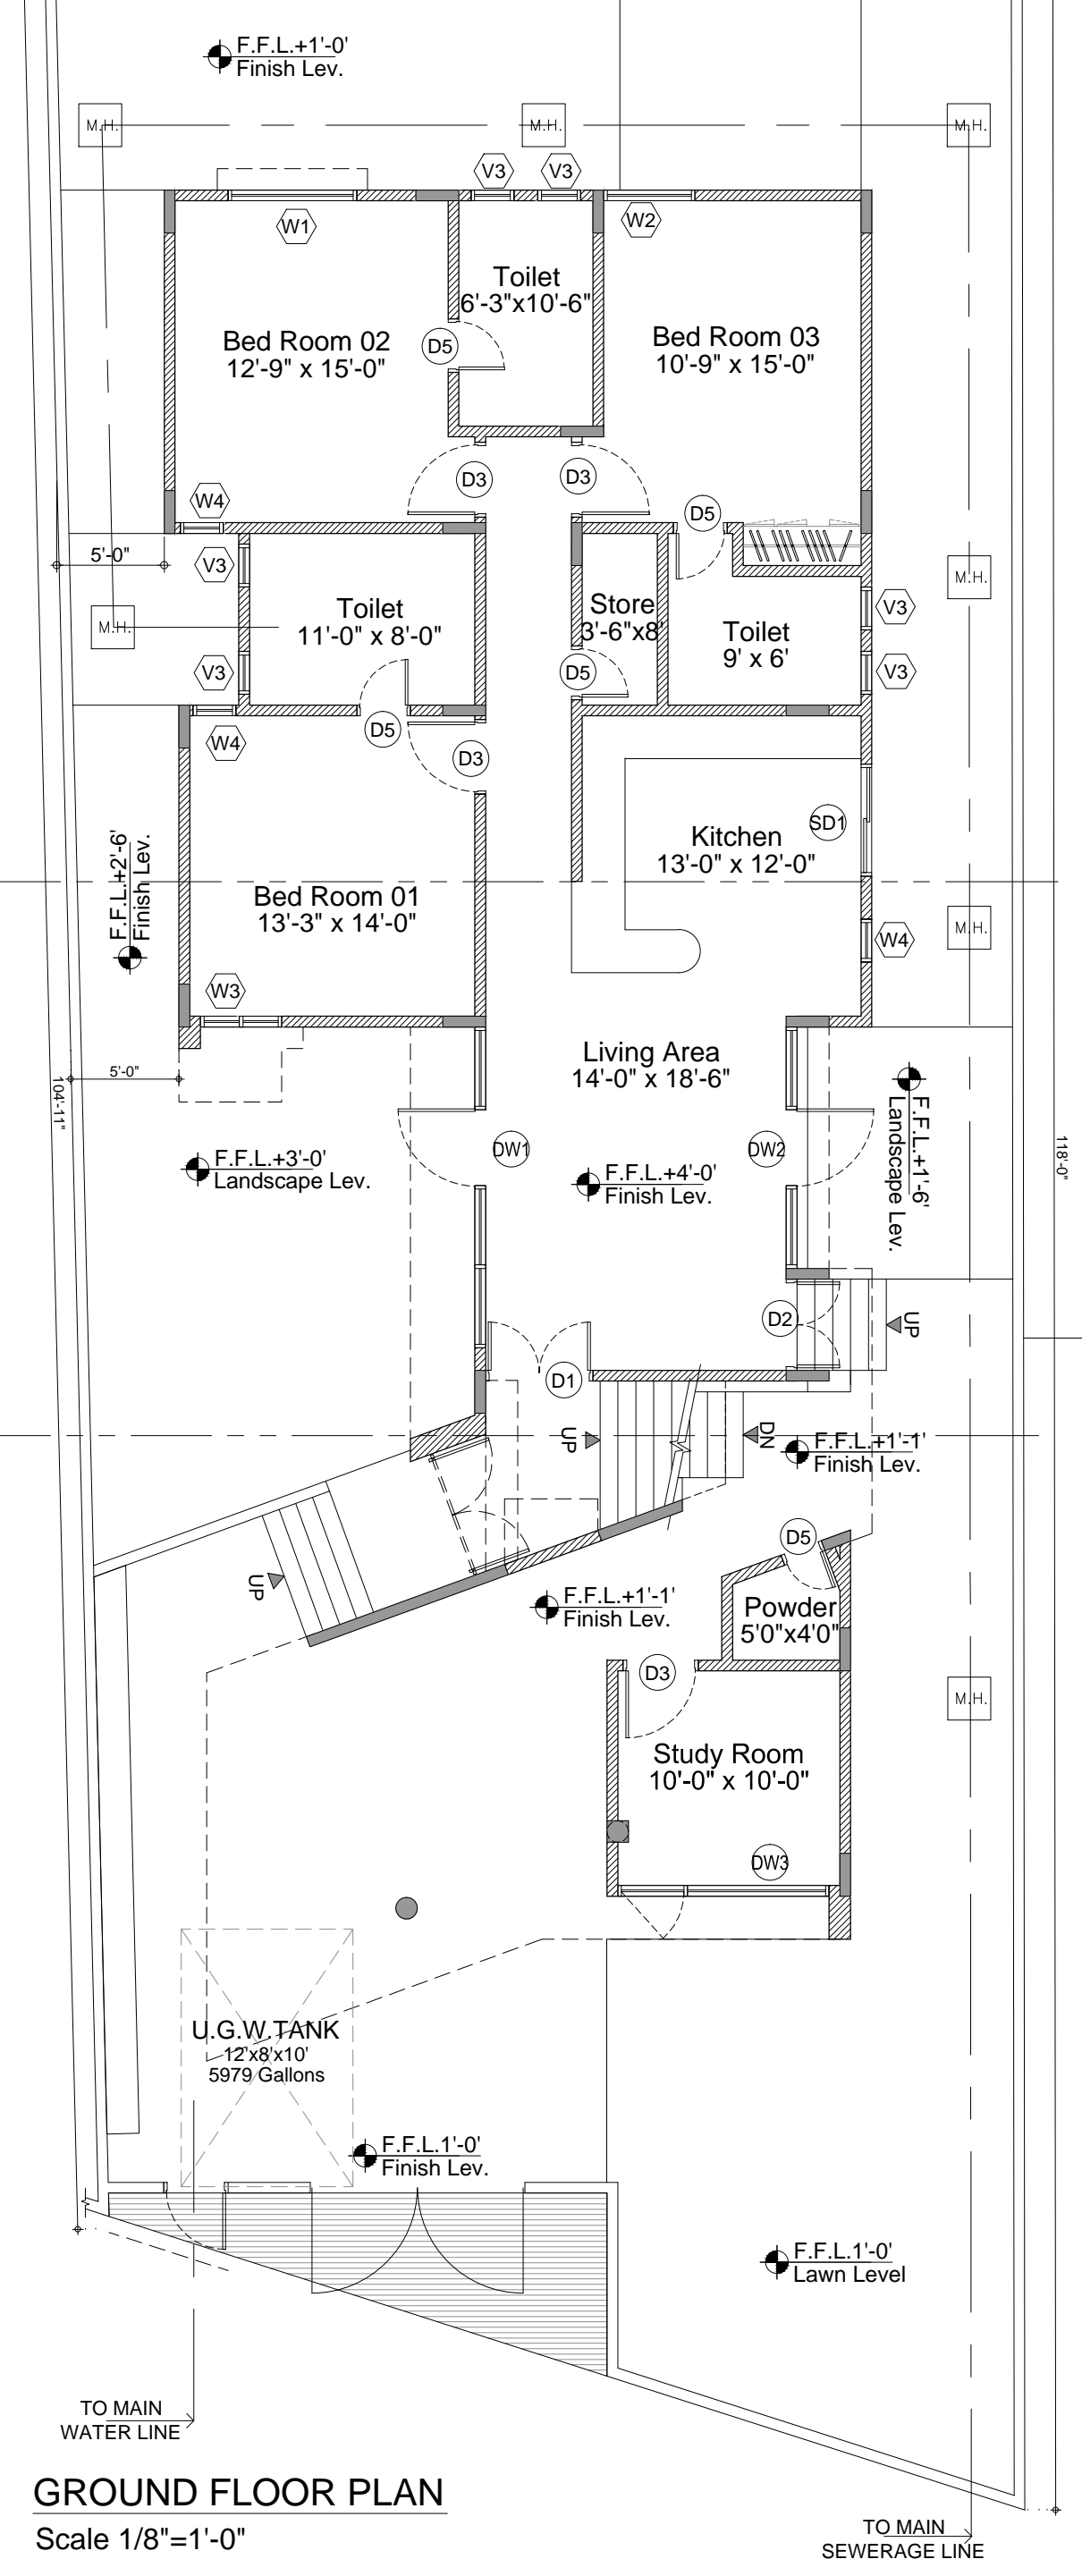 F.F.L.+1'-0'
Finish Lev.
M.H.
M.H.
M.H.
V3
V3
W1
W2
Toilet
6'-3"x10'-6"
Bed Room 02
12'-9" x 15'-0"
D5
Bed Room 03
10'-9" x 15'-0"
D3
D3
W4
D5
5'-0"
V3
M.H.
Toilet
11'-0" x 8'-0"
Store
3'-6"x8'
Toilet
9' x 6'
V3
M.H.
M.H.
V3
D5
V3
D5
W4
D3
SD1
Kitchen
13'-0" x 12'-0"
F.F.L.+2'-6'
Finish Lev.
Bed Room 01
13'-3" x 14'-0"
W4
M.H.
W3
Living Area
14'-0" x 18'-6"
5'-0"
104'-11"
F.F.L.+1'-6'
Landscape Lev.
118'-0"
DW1
DW2
F.F.L.+3'-0'
Landscape Lev.
F.F.L.+4'-0'
Finish Lev.
D2
UP
D1
UP
DN
F.F.L.+1'-1'
Finish Lev.
D5
UP
F.F.L.+1'-1'
Finish Lev.
Powder
5'0"x4'0"
D3
M.H.
Study Room
10'-0" x 10'-0"
DW3
U.G.W.TANK
12'x8'x10'
5979 Gallons
F.F.L.1'-0'
Finish Lev.
F.F.L.1'-0'
Lawn Level
TO MAIN
WATER LINE
GROUND FLOOR PLAN
Scale 1/8"=1'-0"
TO MAIN
SEWERAGE LINE